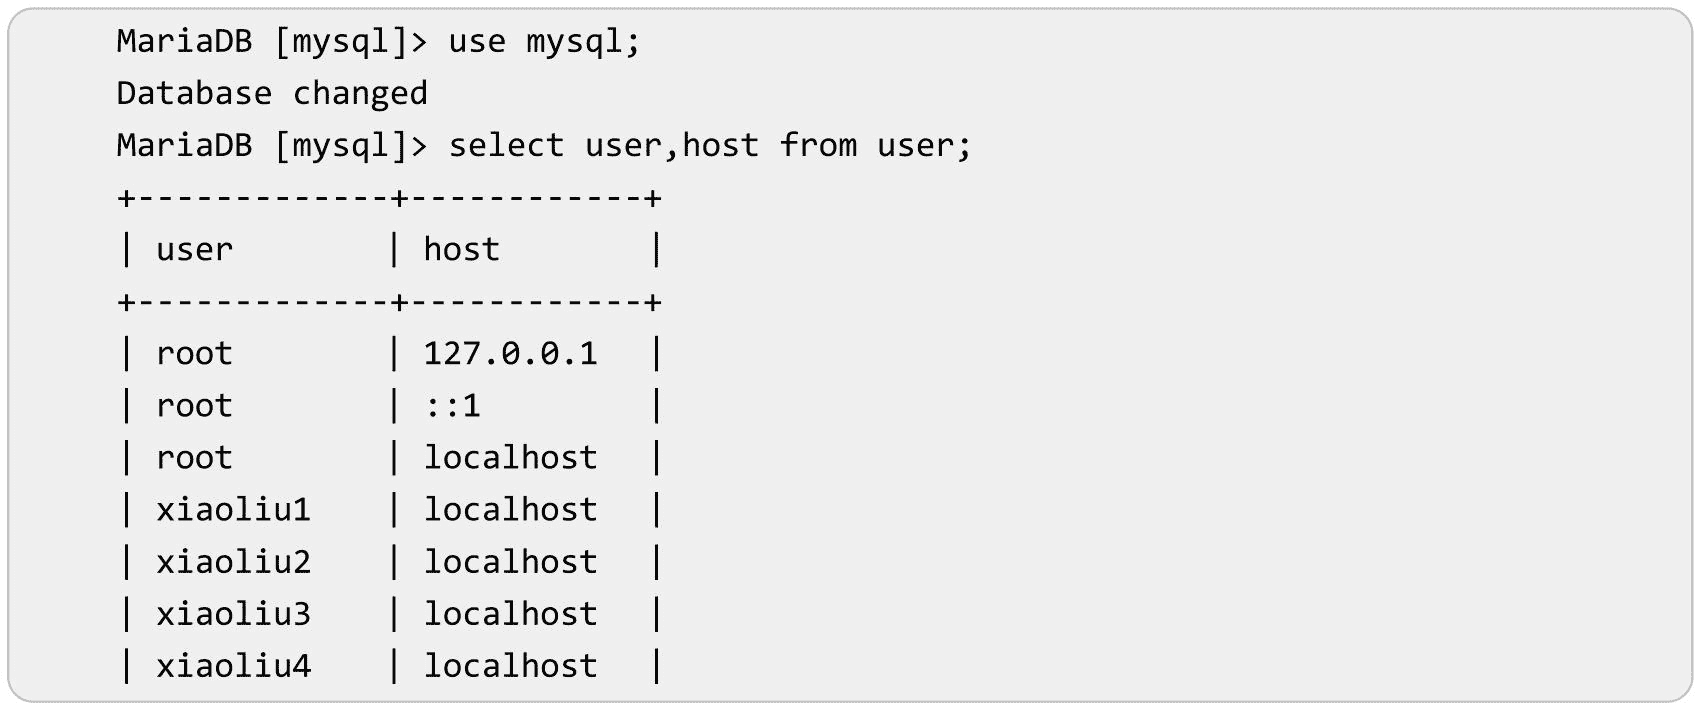 MariaDB [mysql]> use mysql;
Database changed
MariaDB [mysql]> select user,host from user;
+-------------+------------+
| user        | host       |
+-------------+------------+
| root        | 127.0.0.1  |
| root        | ::1        |
| root        | localhost  |
| xiaoliu1    | localhost  |
| xiaoliu2    | localhost  |
| xiaoliu3    | localhost  |
| xiaoliu4    | localhost  |